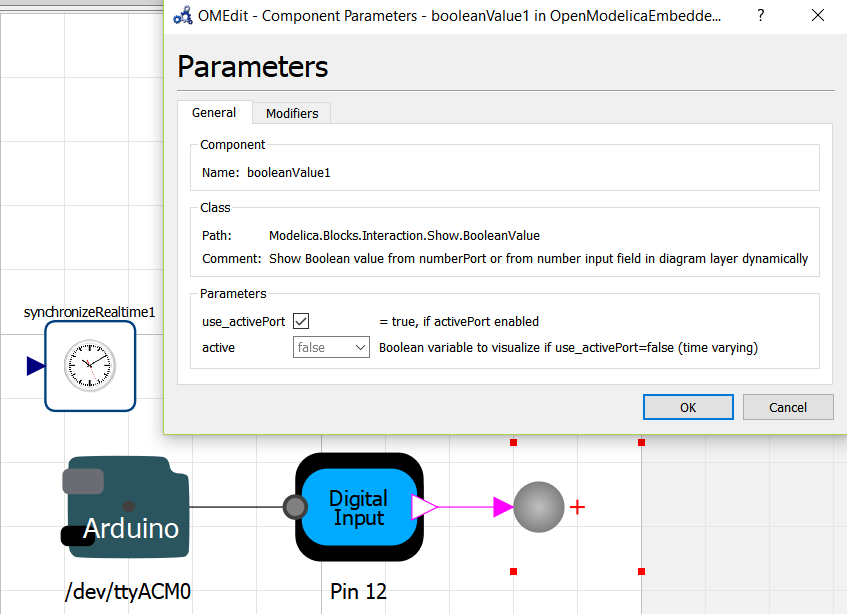 OMEdit - Component Parameters - booleanValue1 in OpenModelicaEmbedde... ?
Parameters
General Modifiers
Component
Name: booleanValue1
Class
Path: Modelica.Blocks.Interaction.Show.BooleanValue
Comment: Show Boolean value from numberPort or from number input field in diagram layer dynamically
Parameters
use_activePort = true, if activePort enabled
active false Boolean variable to visualize if use_activePort=false (time varying)
OK Cancel
synchronizeRealtime1
Arduino
Digital
Input
/dev/ttyACM0 Pin 12